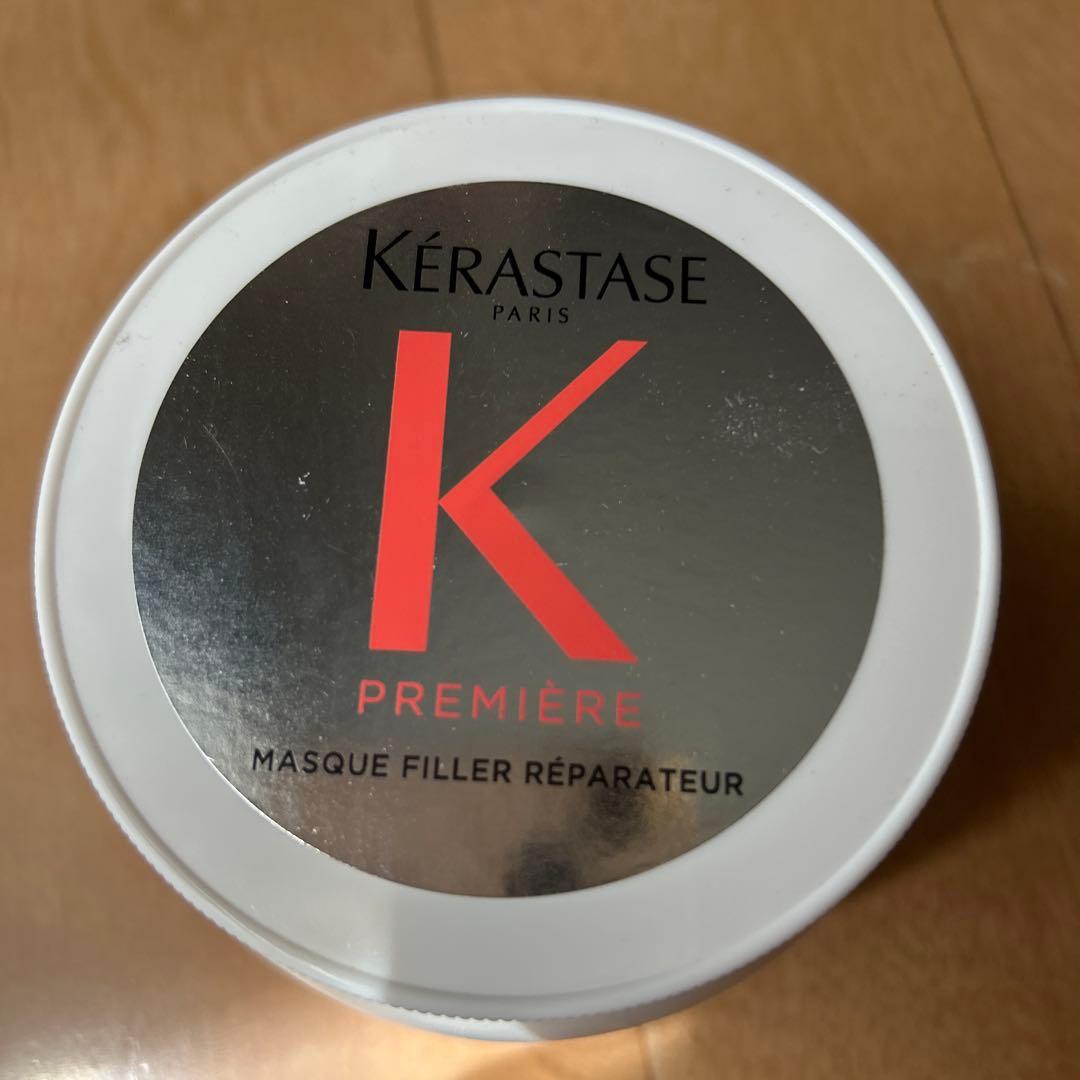 KÉRASTASE
PARIS
K
PREMIÈRE
MASQUE FILLER RÉPARATEUR